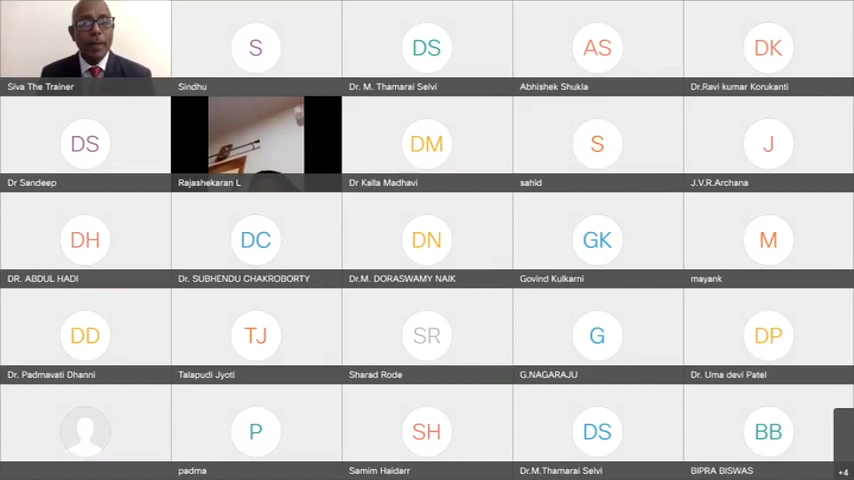 S
DS
AS
DK
Siva The Trainer
Sindhu
Dr. M. Thamarai Selvi
Abhishek Shukla
Dr.Ravi kumar Korukanti
DS
DM
S
J
Dr Sandeep
Rajashekaran L
Dr Kalla Madhavi
sahid
J.V.R.Archana
DH
DC
DN
GK
M
DR. ABDUL HADI
Dr. SUBHENDU CHAKROBORTY
Dr.M. DORASWAMY NAIK
Govind Kulkarni
mayank
DD
TJ
SR
G
DP
Dr. Padmavati Dhanni
Talapudi Jyoti
Sharad Rode
G.NAGARAJU
Dr. Uma devi Patel
P
SH
DS
BB
padma
Samim Haidarr
Dr.M.Thamarai Selvi
BIPRA BISWAS
+4